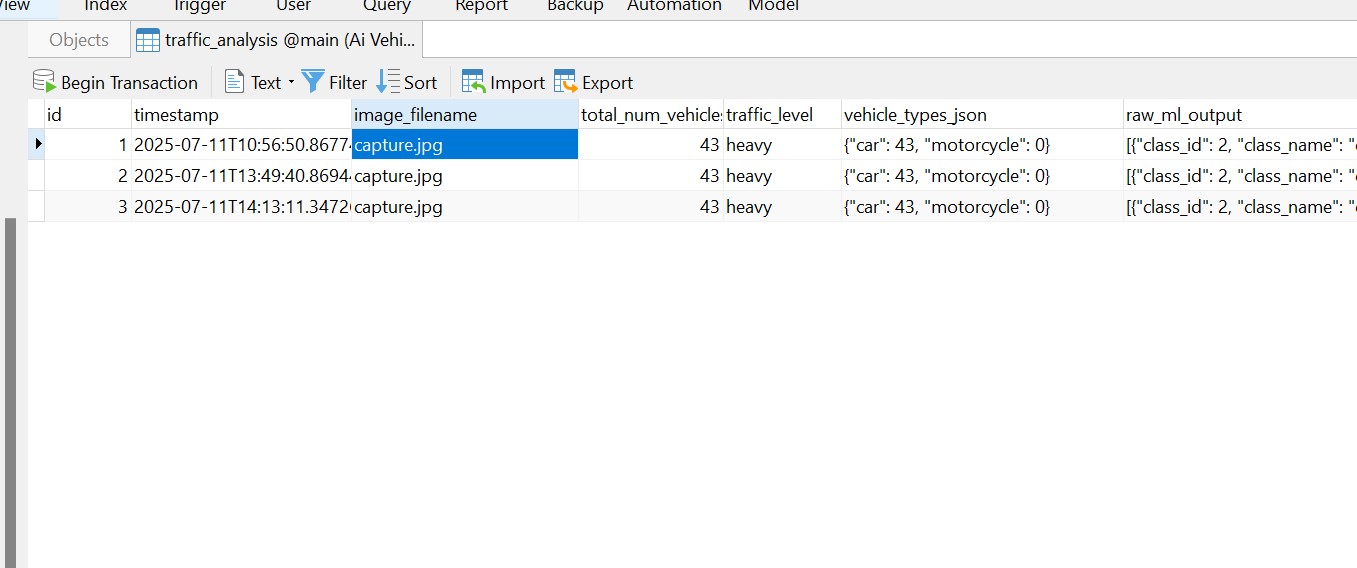 View Index Trigger User Query Report Backup Automation Model
Objects traffic_analysis @main (Ai Vehi...
Begin Transaction Text Filter Sort Import Export
id timestamp image_filename total_num_vehicles traffic_level vehicle_types_json raw_ml_output
1 2025-07-11T10:56:50.8677 capture.jpg 43 heavy {"car": 43, "motorcycle": 0} [{"class_id": 2, "class_name": "
2 2025-07-11T13:49:40.8694 capture.jpg 43 heavy {"car": 43, "motorcycle": 0} [{"class_id": 2, "class_name": "
3 2025-07-11T14:13:11.3472 capture.jpg 43 heavy {"car": 43, "motorcycle": 0} [{"class_id": 2, "class_name": "